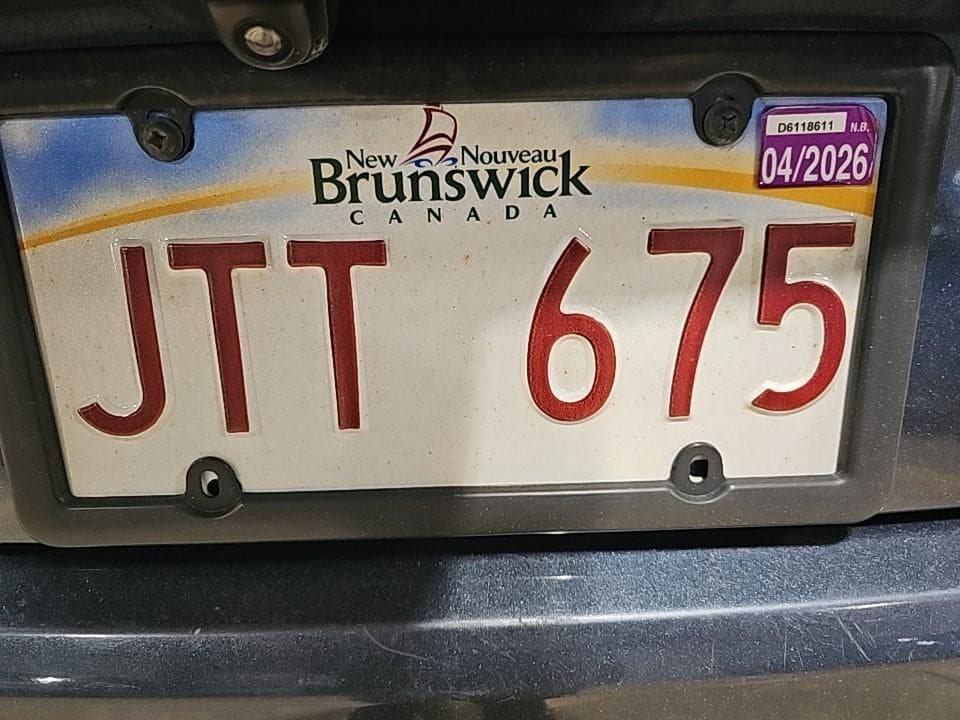 New Nouveau
Brunswick
CANADA
D6118611 N.B.
04/2026
JTT 675